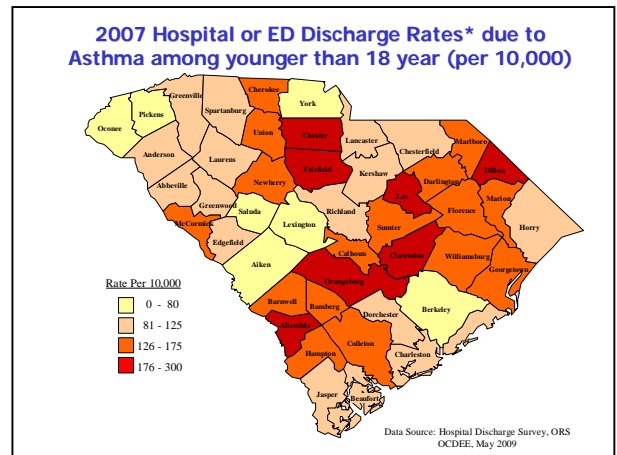 2007 Hospital or ED Discharge Rates* due to
Asthma among younger than 18 year (per 10,000)
Cherokee
York
Greenville
Spartanburg
Pickens
Oconee
Union
Chester
Lancaster
Chesterfield
Marlboro
Anderson
Laurens
Fairfield
Kershaw
Darlington
Dillon
Abbeville
Newberry
Lee
Marion
Greenwood
Saluda
Richland
Florence
McCormick
Lexington
Sumter
Horry
Edgefield
Calhoun
Clarendon
Williamsburg
Aiken
Georgetown
Orangeburg
Rate Per 10,000
0 - 80
81 - 125
126 - 175
176 - 300
Barnwell
Bamberg
Berkeley
Dorchester
Allendale
Colleton
Charleston
Hampton
Jasper
Beaufort
Data Source: Hospital Discharge Survey, ORS
OCDEE, May 2009